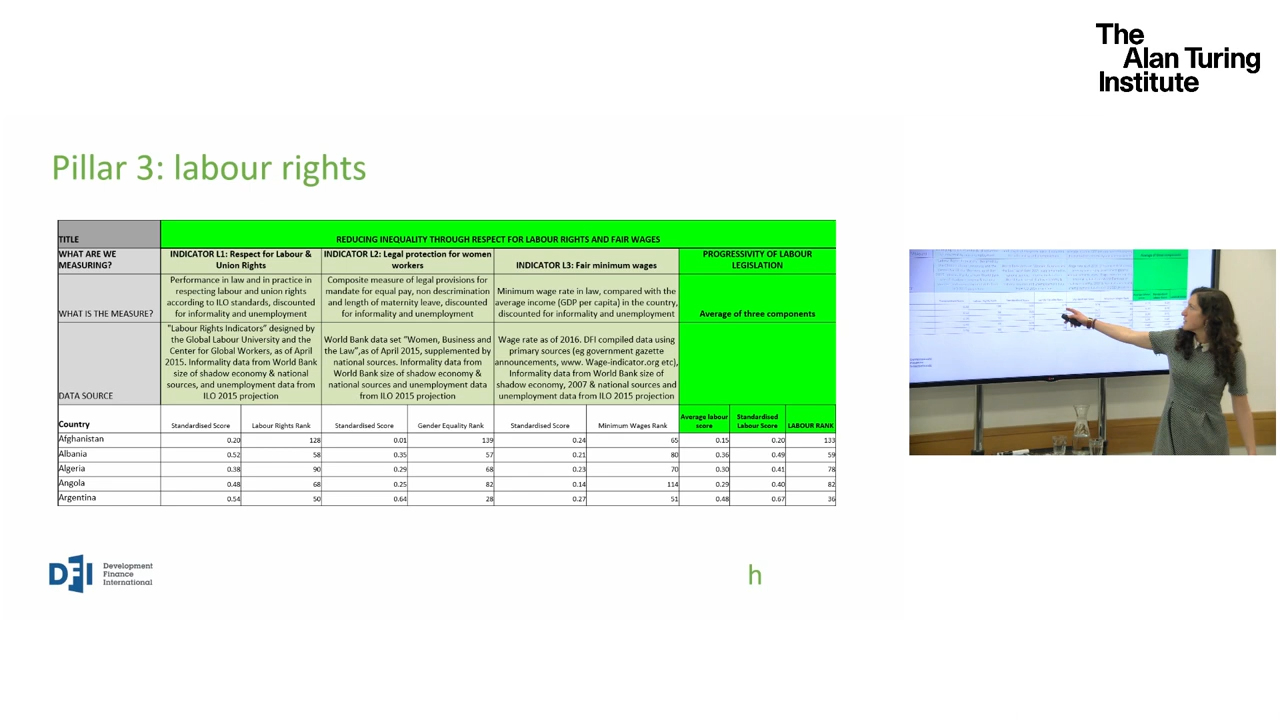 The
Alan Turing
Institute
Pillar 3: labour rights
TITLE
REDUCING INEQUALITY THROUGH RESPECT FOR LABOUR RIGHTS AND FAIR WAGES
WHAT ARE WE
MEASURING?
INDICATOR L1: Respect for Labour &
Union Rights
INDICATOR L2: Legal protection for women
workers
INDICATOR L3: Fair minimum wages
PROGRESSIVITY OF LABOUR
LEGISLATION
WHAT IS THE MEASURE?
Performance in law and in practice in
respecting labour and union rights
according to ILO standards, discounted
for informality and unemployment
Composite measure of legal provisions for
mandate for equal pay, non descrimination
and length of maternity leave, discounted
for informality and unemployment
Minimum wage rate in law, compared with the
average income (GDP per capita) in the country,
discounted for informality and unemployment
Average of three components
DATA SOURCE
"Labour Rights Indicators" designed by
the Global Labour University and the
Center for Global Workers, as of April
2015. Informality data from World Bank
size of shadow economy & national
sources, and unemployment data from
ILO 2015 projection
World Bank data set "Women, Business and
the Law",as of April 2015, supplemented by
national sources. Informality data from
World Bank size of shadow economy &
national sources and unemployment data
from ILO 2015 projection
Wage rate as of 2016. DFI compiled data using
primary sources (eg government gazette
announcements, www. Wage-indicator.org etc),
Informality data from World Bank size of
shadow economy, 2007 & national sources and
unemployment data from ILO 2015 projection
Country
Standardised Score
Labour Rights Rank
Standardised Score
Gender Equality Rank
Standardised Score
Minimum Wages Rank
Average labour
score
Standardised
Labour Score
LABOUR RANK
Afghanistan 0.20 128 0.01 139 0.24 65 0.15 0.20 133
Albania 0.52 58 0.35 57 0.21 80 0.36 0.49 59
Algeria 0.38 90 0.29 68 0.23 70 0.30 0.41 78
Angola 0.48 68 0.25 82 0.14 114 0.29 0.40 82
Argentina 0.54 50 0.64 28 0.27 51 0.48 0.67 36
DFI
Development
Finance
International
h